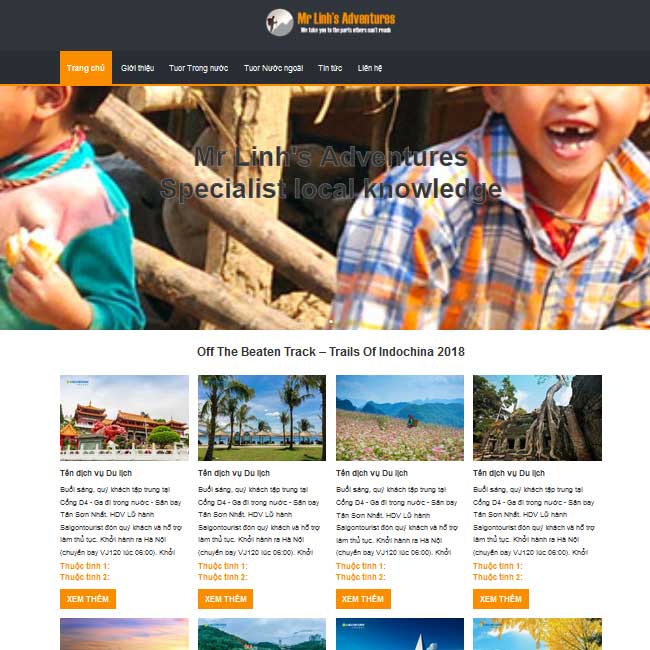 Mr Linh's Adventures
We take you to the parts others can't reach
Trang chủ Giới thiệu Tuor Trong nước Tuor Nước ngoài Tin tức Liên hệ
Mr Linh's Adventures
Specialist local knowledge
Off The Beaten Track – Trails Of Indochina 2018
Tên dịch vụ Du lịch
Buổi sáng, quý khách tập trung tại
Cổng D4 - Ga đi trong nước - Sân bay
Tân Sơn Nhất. HDV Lữ hành
Saigontourist đón quý khách và hỗ trợ
làm thủ tục. Khởi hành ra Hà Nội
(chuyến bay VJ120 lúc 06:00). Khởi
Thuộc tính 1:
Thuộc tính 2:
XEM THÊM
Tên dịch vụ Du lịch
Buổi sáng, quý khách tập trung tại
Cổng D4 - Ga đi trong nước - Sân bay
Tân Sơn Nhất. HDV Lữ hành
Saigontourist đón quý khách và hỗ trợ
làm thủ tục. Khởi hành ra Hà Nội
(chuyến bay VJ120 lúc 06:00). Khởi
Thuộc tính 1:
Thuộc tính 2:
XEM THÊM
Tên dịch vụ Du lịch
Buổi sáng, quý khách tập trung tại
Cổng D4 - Ga đi trong nước - Sân bay
Tân Sơn Nhất. HDV Lữ hành
Saigontourist đón quý khách và hỗ trợ
làm thủ tục. Khởi hành ra Hà Nội
(chuyến bay VJ120 lúc 06:00). Khởi
Thuộc tính 1:
Thuộc tính 2:
XEM THÊM
Tên dịch vụ Du lịch
Buổi sáng, quý khách tập trung tại
Cổng D4 - Ga đi trong nước - Sân bay
Tân Sơn Nhất. HDV Lữ hành
Saigontourist đón quý khách và hỗ trợ
làm thủ tục. Khởi hành ra Hà Nội
(chuyến bay VJ120 lúc 06:00). Khởi
Thuộc tính 1:
Thuộc tính 2:
XEM THÊM